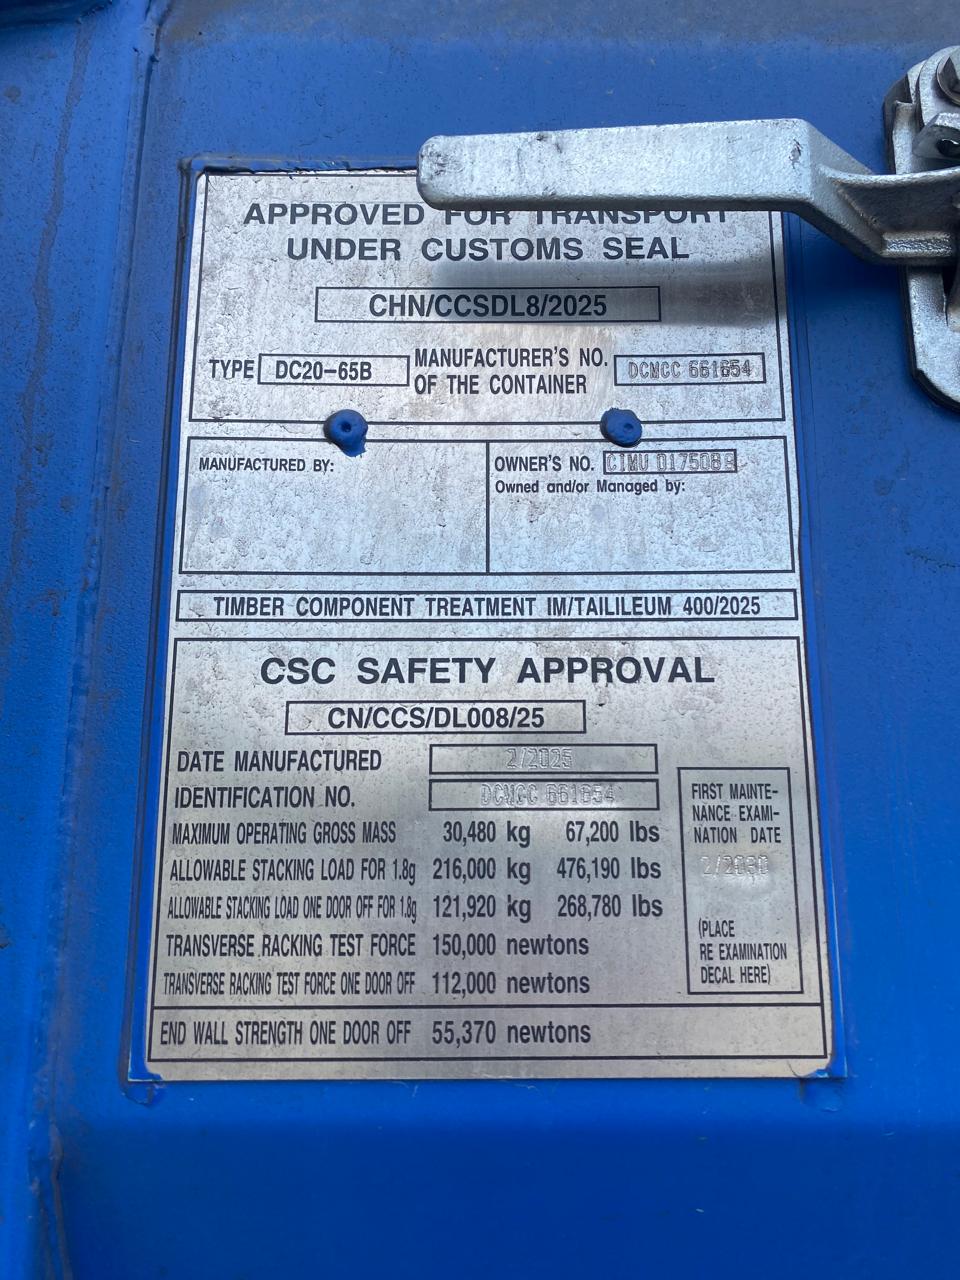 APPROVED FOR TRANSPORT
UNDER CUSTOMS SEAL
CHN/CCSDL8/2025
TYPE DC20-65B
MANUFACTURER'S NO.
OF THE CONTAINER
DCMCC 661654
MANUFACTURED BY:
OWNER'S NO.
Owned and/or Managed by:
TIMBER COMPONENT TREATMENT IM/TAILILEUM 400/2025
CSC SAFETY APPROVAL
CN/CCS/DL008/25
DATE MANUFACTURED 2/2025
IDENTIFICATION NO. DCMCC 661654
MAXIMUM OPERATING GROSS MASS 30,480 kg 67,200 lbs
ALLOWABLE STACKING LOAD FOR 1.8g 216,000 kg 476,190 lbs
ALLOWABLE STACKING LOAD ONE DOOR OFF FOR 1.8g 121,920 kg 268,780 lbs
TRANSVERSE RACKING TEST FORCE 150,000 newtons
TRANSVERSE RACKING TEST FORCE ONE DOOR OFF 112,000 newtons
END WALL STRENGTH ONE DOOR OFF 55,370 newtons
FIRST MAINTE-
NANCE EXAMI-
NATION DATE
2/2030
(PLACE
RE EXAMINATION
DECAL HERE)